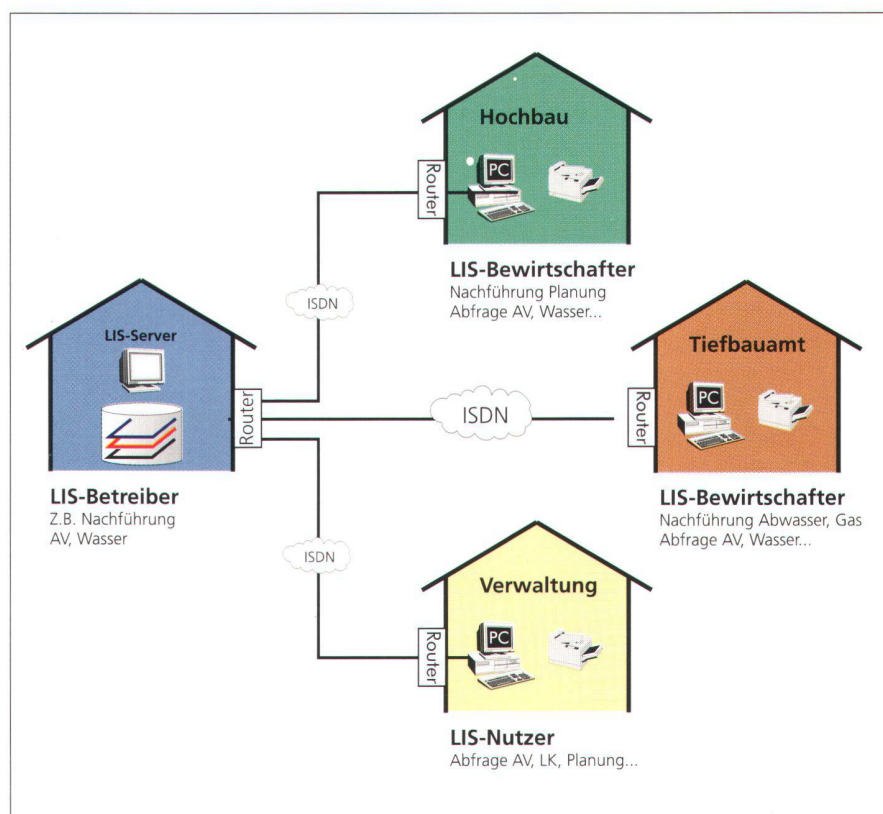 Hochbau
PC
Router
LIS-Bewirtschafter
Nachführung Planung
Abfrage AV, Wasser...
ISDN
LIS-Server
Router
LIS-Betreiber
Z.B. Nachführung
AV, Wasser
ISDN
Tiefbauamt
PC
Router
LIS-Bewirtschafter
Nachführung Abwasser, Gas
Abfrage AV, Wasser...
ISDN
Verwaltung
PC
Router
LIS-Nutzer
Abfrage AV, LK, Planung...